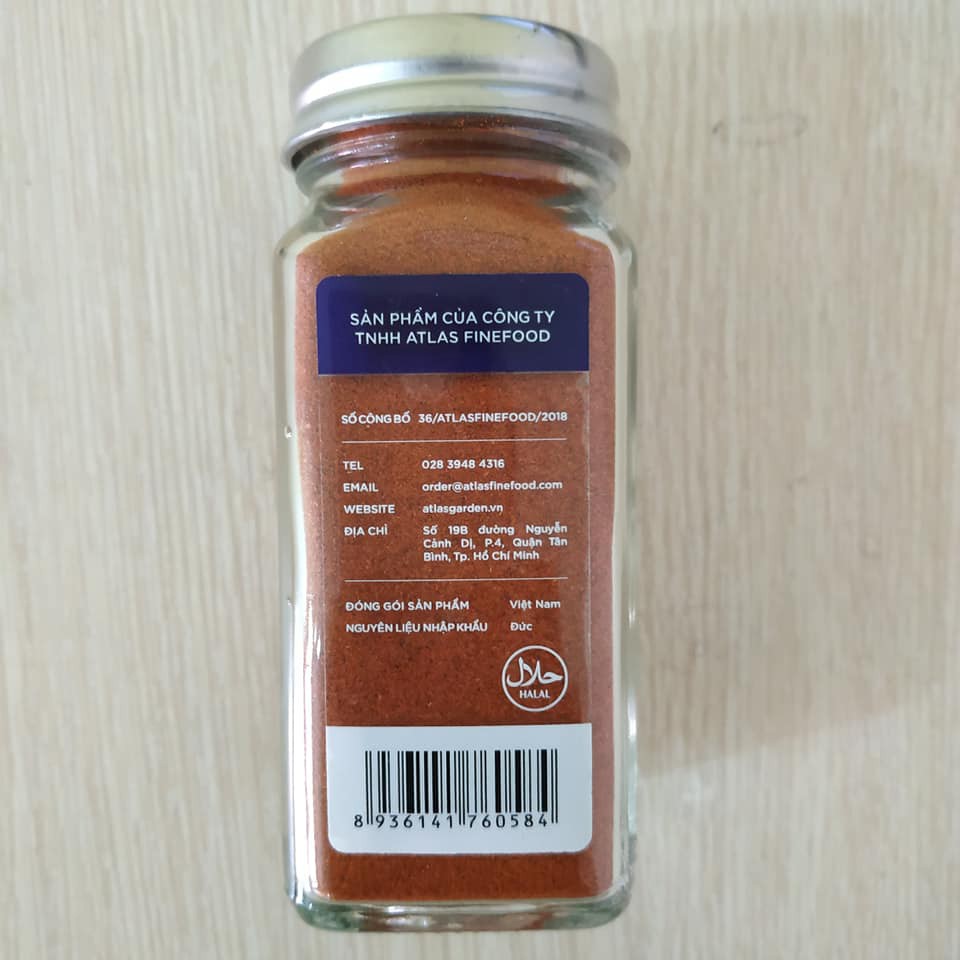 SẢN PHẨM CỦA CÔNG TY
TNHH ATLAS FINEFOOD
SỐ CÔNG BỐ 36/ATLASFINEFOOD/2018
TEL 028 3948 4316
EMAIL order@atlasfinefood.com
WEBSITE atlasgarden.vn
ĐỊA CHỈ Số 19B đường Nguyễn
Cảnh Dị, P.4, Quận Tân
Bình, Tp. Hồ Chí Minh
ĐÓNG GÓI SẢN PHẨM Việt Nam
NGUYÊN LIỆU NHẬP KHẨU Đức
حلال
HALAL
8 936141 760584